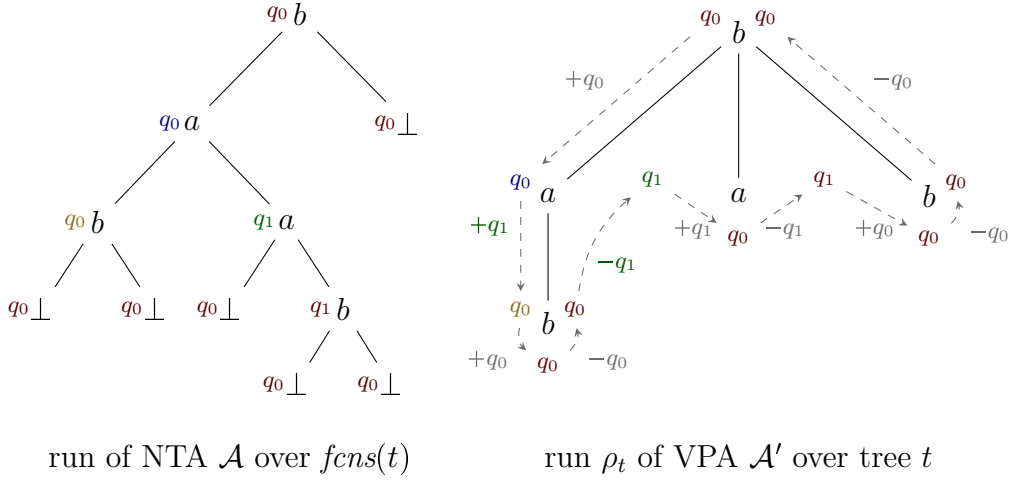 q₀ b
q₀ a
q₀ ⊥
q₀ b
q₁ a
q₀ ⊥
q₀ ⊥
q₀ ⊥
q₁ b
q₀ ⊥
q₀ ⊥
run of NTA 𝒜 over fcns(t)
q₀ b q₀
+q₀
−q₀
q₀ a
q₁
a
q₁
b q₀
+q₁
+q₁
q₀
−q₁
+q₀
q₀
−q₀
−q₁
q₀ b q₀
+q₀
q₀
−q₀
run ρₜ of VPA 𝒜′ over tree t